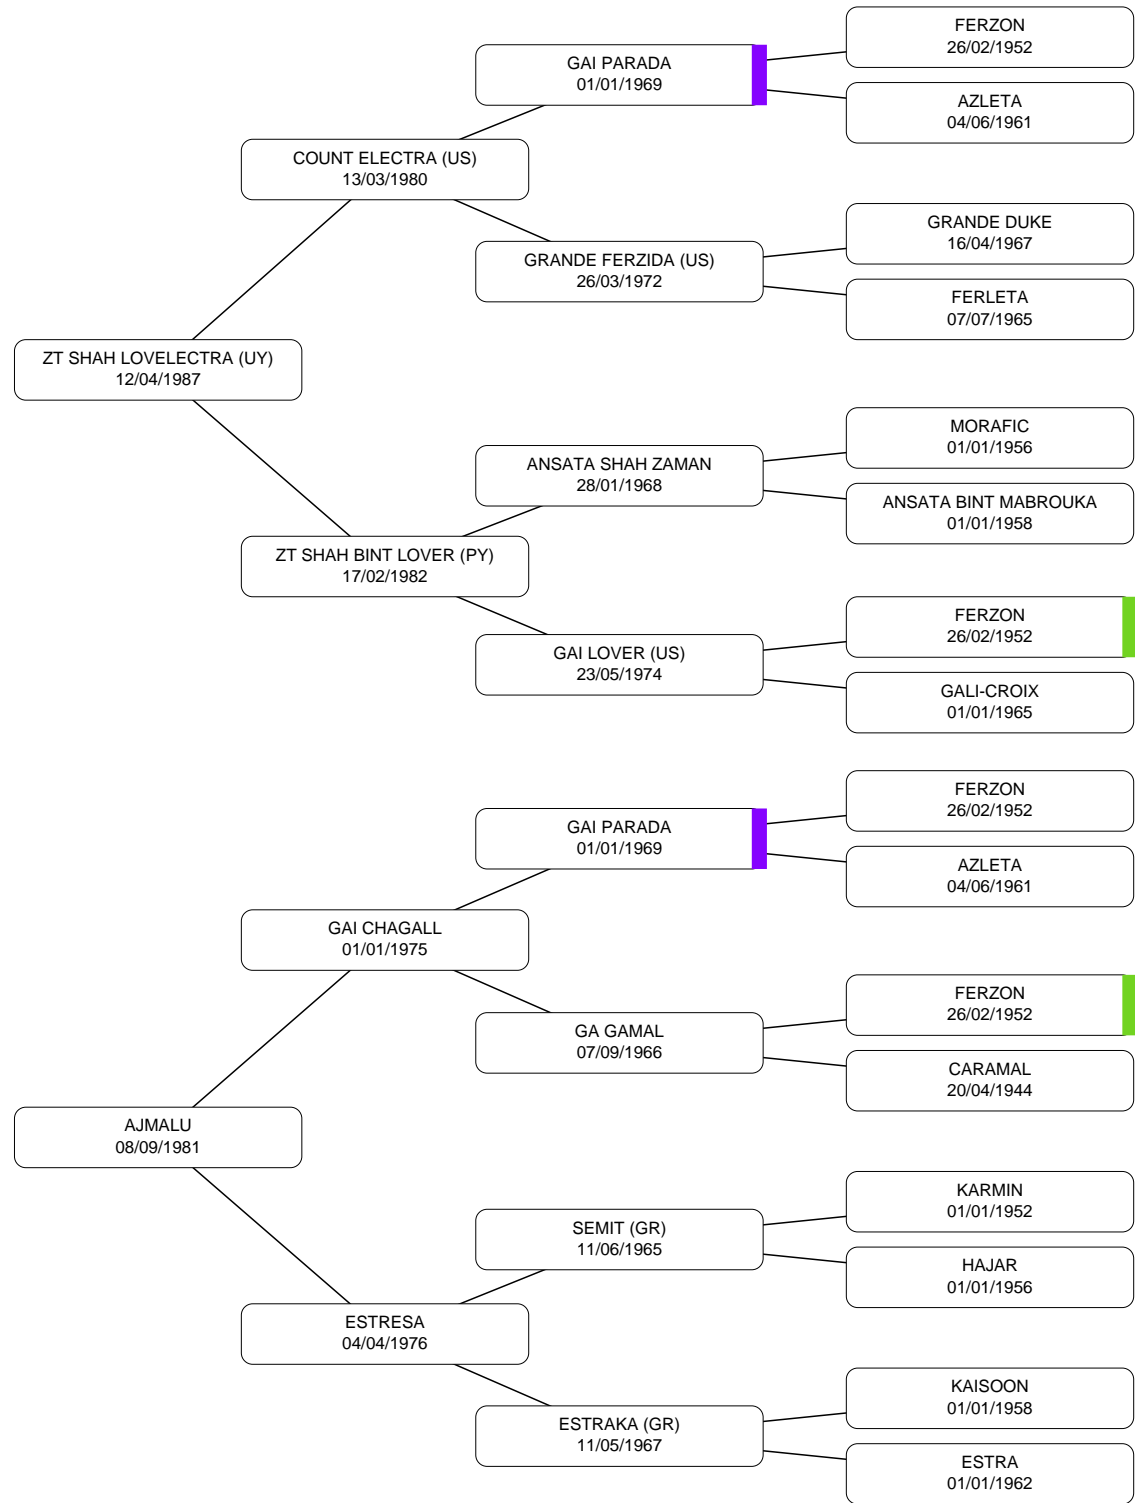 FERZON
26/02/1952
GAI PARADA
01/01/1969
AZLETA
04/06/1961
COUNT ELECTRA (US)
13/03/1980
GRANDE DUKE
16/04/1967
GRANDE FERZIDA (US)
26/03/1972
FERLETA
07/07/1965
ZT SHAH LOVELECTRA (UY)
12/04/1987
MORAFIC
01/01/1956
ANSATA SHAH ZAMAN
28/01/1968
ANSATA BINT MABROUKA
01/01/1958
ZT SHAH BINT LOVER (PY)
17/02/1982
FERZON
26/02/1952
GAI LOVER (US)
23/05/1974
GALI-CROIX
01/01/1965
FERZON
26/02/1952
GAI PARADA
01/01/1969
AZLETA
04/06/1961
GAI CHAGALL
01/01/1975
FERZON
26/02/1952
GA GAMAL
07/09/1966
CARAMAL
20/04/1944
AJMALU
08/09/1981
KARMIN
01/01/1952
SEMIT (GR)
11/06/1965
HAJAR
01/01/1956
ESTRESA
04/04/1976
KAISOON
01/01/1958
ESTRAKA (GR)
11/05/1967
ESTRA
01/01/1962